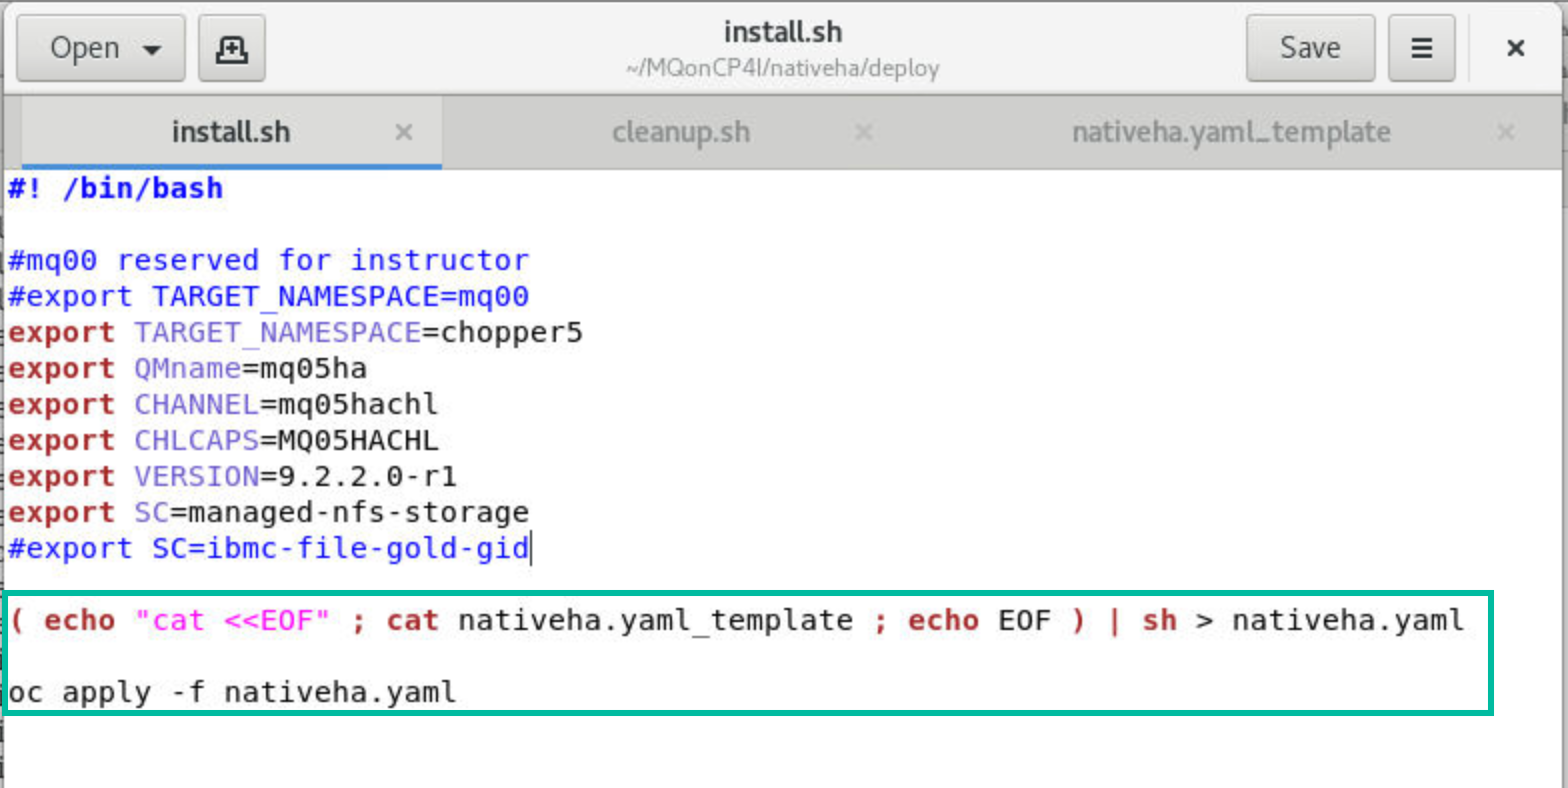 Open
install.sh
~/MQonCP4I/nativeha/deploy
Save
install.sh
cleanup.sh
nativeha.yaml_template
#! /bin/bash
#mq00 reserved for instructor
#export TARGET_NAMESPACE=mq00
export TARGET_NAMESPACE=chopper5
export QMname=mq05ha
export CHANNEL=mq05hachl
export CHLCAPS=MQ05HACHL
export VERSION=9.2.2.0-r1
export SC=managed-nfs-storage
#export SC=ibmc-file-gold-gid
( echo "cat <<EOF" ; cat nativeha.yaml_template ; echo EOF ) | sh > nativeha.yaml
oc apply -f nativeha.yaml